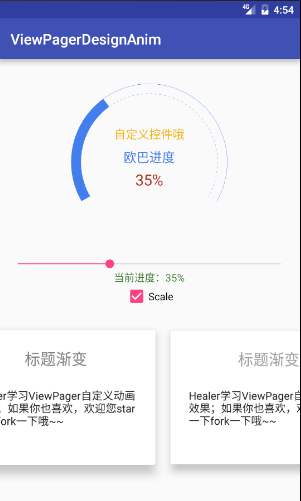 4G 4:54
ViewPagerDesignAnim
自定义控件哦
欧巴进度
35%
当前进度：35%
Scale
标题渐变
er学习ViewPager自定义动画
；如果你也喜欢，欢迎您star
fork一下哦~~
标题渐变
Healer学习ViewPager自定
效果；如果你也喜欢，欢
一下fork一下哦~~